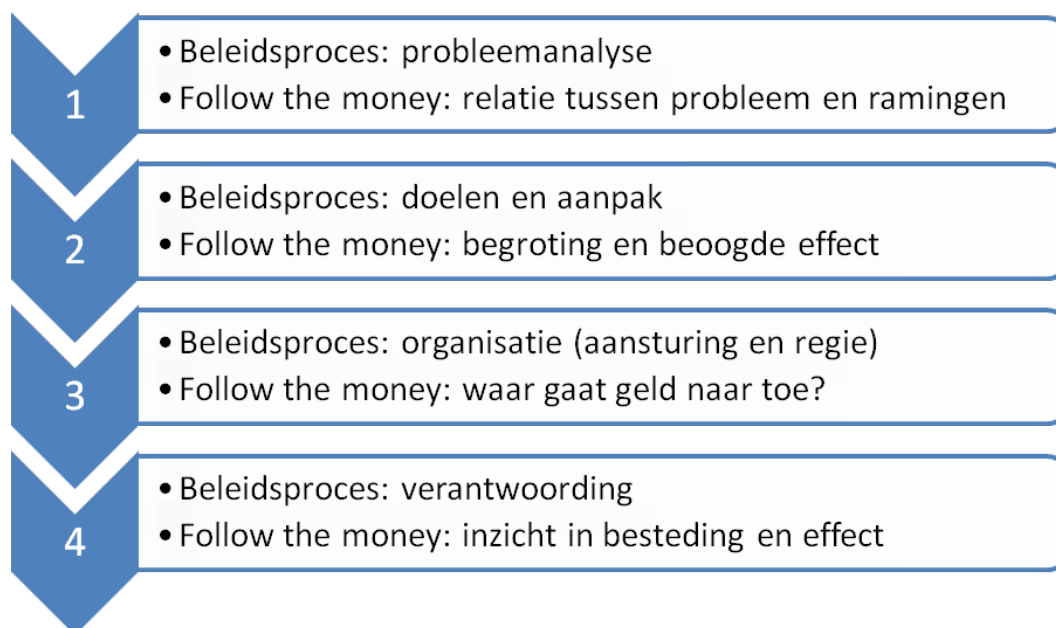 1
• Beleidsproces: probleemanalyse
• Follow the money: relatie tussen probleem en ramingen
2
• Beleidsproces: doelen en aanpak
• Follow the money: begroting en beoogde effect
3
• Beleidsproces: organisatie (aansturing en regie)
• Follow the money: waar gaat geld naar toe?
4
• Beleidsproces: verantwoording
• Follow the money: inzicht in besteding en effect